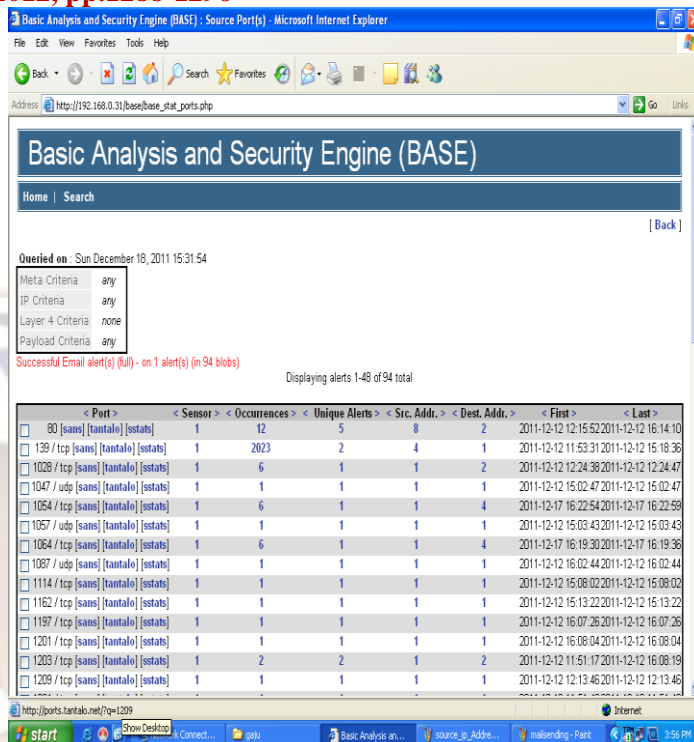 Basic Analysis and Security Engine (BASE) : Source Port(s) - Microsoft Internet Explorer
File Edit View Favorites Tools Help
Back Search Favorites
Address http://192.168.0.31/base/base_stat_ports.php Go Links
Basic Analysis and Security Engine (BASE)
Home | Search
[ Back ]
Queried on : Sun December 18, 2011 15:31:54
Meta Criteria any
IP Criteria any
Layer 4 Criteria none
Payload Criteria any
Successful Email alert(s) (full) - on 1 alert(s) (in 94 blobs)
Displaying alerts 1-48 of 94 total
< Port > < Sensor > < Occurrences > < Unique Alerts > < Src. Addr. > < Dest. Addr. > < First > < Last >
80 [sans] [tantalo] [sstats] 1 12 5 8 2 2011-12-12 12:15:52 2011-12-12 16:14:10
139 / tcp [sans] [tantalo] [sstats] 1 2023 2 4 1 2011-12-12 11:53:31 2011-12-12 15:18:36
1028 / tcp [sans] [tantalo] [sstats] 1 6 1 1 2 2011-12-12 12:24:38 2011-12-12 12:24:47
1047 / udp [sans] [tantalo] [sstats] 1 1 1 1 1 2011-12-12 15:02:47 2011-12-12 15:02:47
1054 / tcp [sans] [tantalo] [sstats] 1 6 1 1 4 2011-12-17 16:22:54 2011-12-17 16:22:59
1057 / udp [sans] [tantalo] [sstats] 1 1 1 1 1 2011-12-12 15:03:43 2011-12-12 15:03:43
1064 / tcp [sans] [tantalo] [sstats] 1 6 1 1 4 2011-12-17 16:19:30 2011-12-17 16:19:36
1087 / udp [sans] [tantalo] [sstats] 1 1 1 1 1 2011-12-12 16:02:44 2011-12-12 16:02:44
1114 / tcp [sans] [tantalo] [sstats] 1 1 1 1 1 2011-12-12 15:08:02 2011-12-12 15:08:02
1162 / tcp [sans] [tantalo] [sstats] 1 1 1 1 1 2011-12-12 15:13:22 2011-12-12 15:13:22
1197 / tcp [sans] [tantalo] [sstats] 1 1 1 1 1 2011-12-12 16:07:26 2011-12-12 16:07:26
1201 / tcp [sans] [tantalo] [sstats] 1 1 1 1 1 2011-12-12 16:08:04 2011-12-12 16:08:04
1203 / tcp [sans] [tantalo] [sstats] 1 2 2 1 2 2011-12-12 11:51:17 2011-12-12 16:08:19
1209 / tcp [sans] [tantalo] [sstats] 1 1 1 1 1 2011-12-12 12:13:46 2011-12-12 12:13:46
http://ports.tantalo.net/?q=1209 Internet
Show Desktop
start Connect... gaju Basic Analysis an... source_ip_Addre... mailsending - Paint 3:56 PM